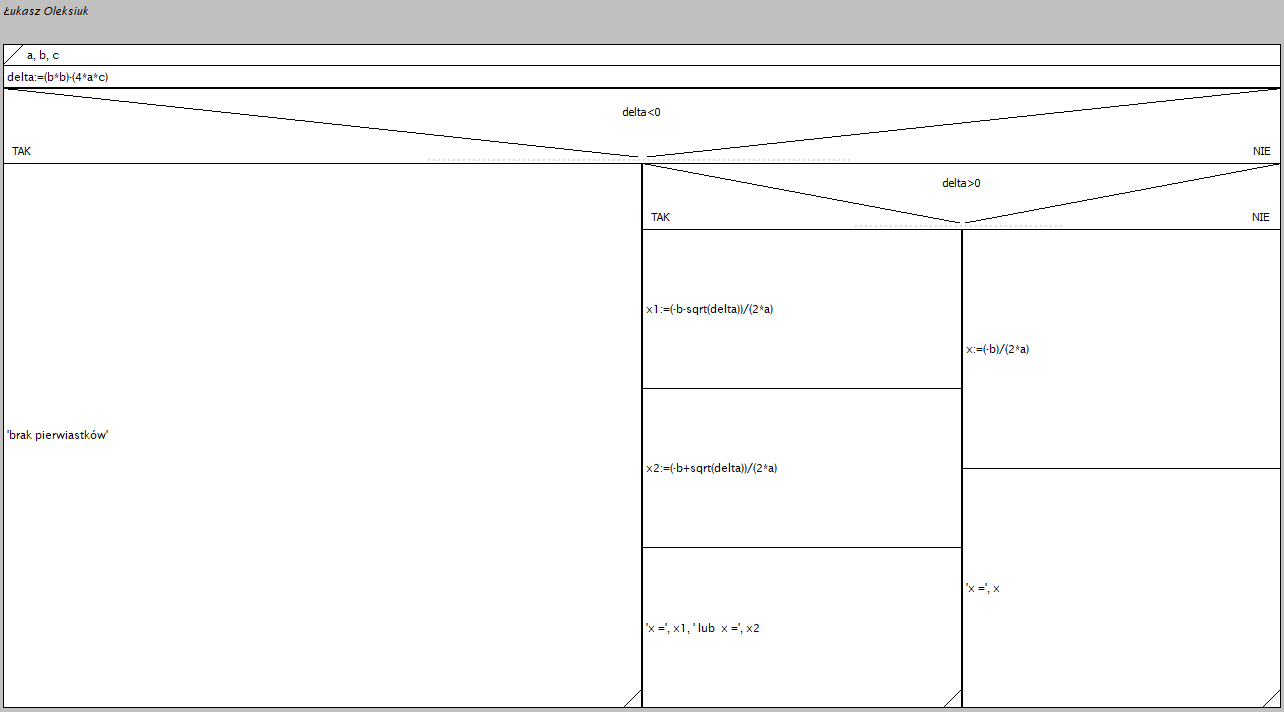 Łukasz Oleksiuk
a, b, c
delta:=(b*b)-(4*a*c)
delta<0
TAK
NIE
delta>0
TAK
NIE
'brak pierwiastków'
x1:=(-b-sqrt(delta))/(2*a)
x2:=(-b+sqrt(delta))/(2*a)
'x =', x1, ' lub  x =', x2
x:=(-b)/(2*a)
'x =', x